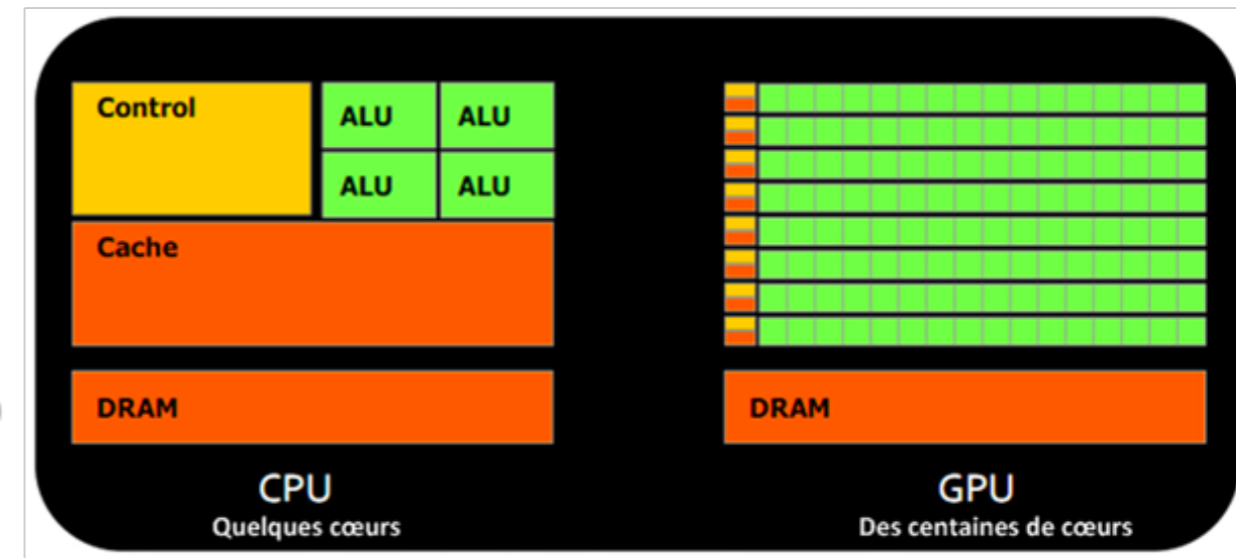 Control
ALU ALU
ALU ALU
Cache
DRAM
CPU
Quelques cœurs
DRAM
GPU
Des centaines de cœurs